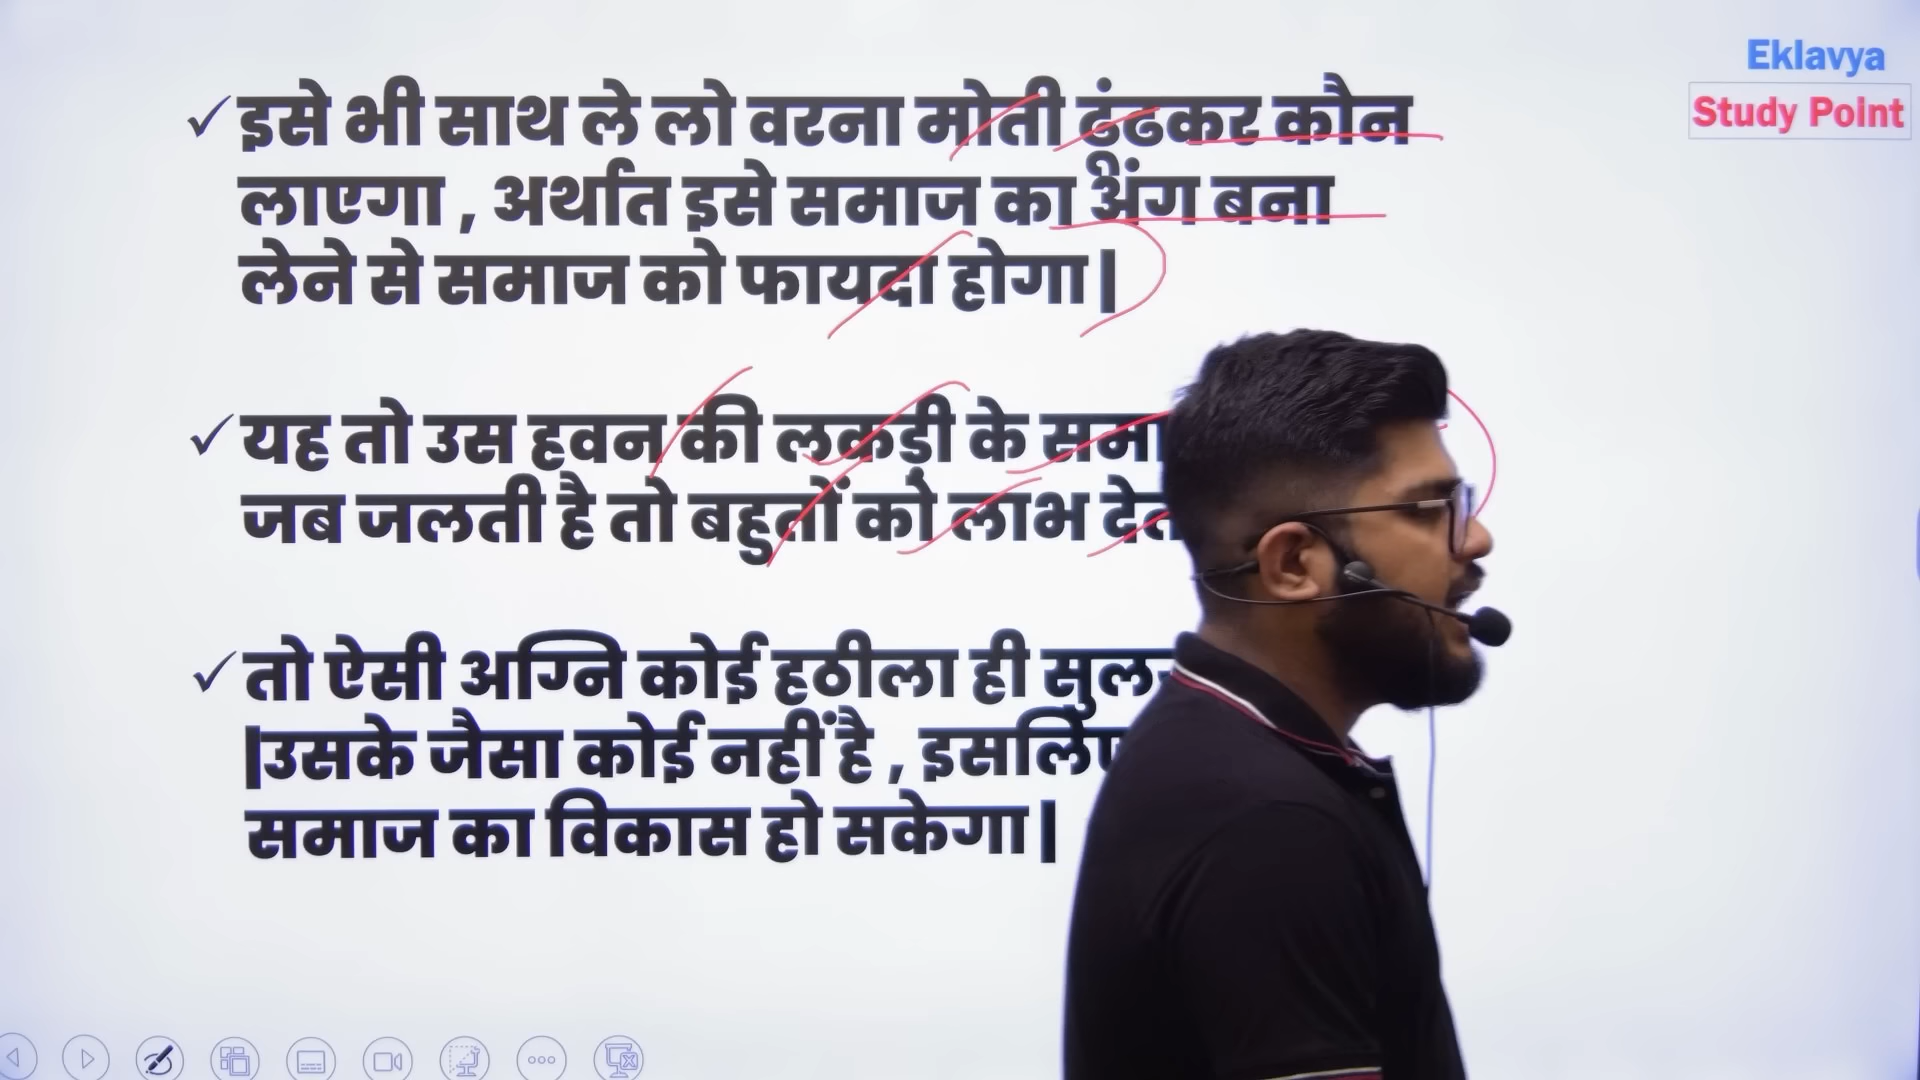 Eklavya
Study Point
इसे भी साथ ले लो वरना मोती ढूंढकर कौन
लाएगा , अर्थात इसे समाज का अंग बना
लेने से समाज को फायदा होगा |
यह तो उस हवन की लकड़ी के
जब जलती है तो बहुतों को लाभ
तो ऐसी अग्नि कोई हठीला ही
|उसके जैसा कोई नहीं है ,
समाज का विकास हो सकेगा |